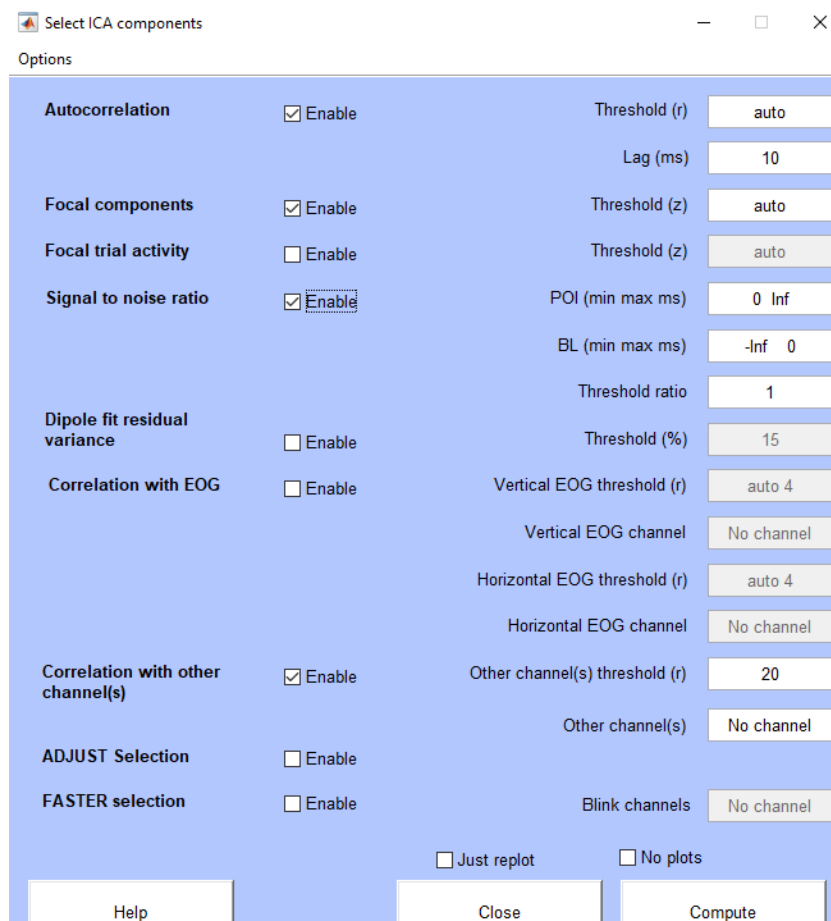 Select ICA components
Options
Autocorrelation Enable Threshold (r) auto
Lag (ms) 10
Focal components Enable Threshold (z) auto
Focal trial activity Enable Threshold (z) auto
Signal to noise ratio Enable POI (min max ms) 0 Inf
BL (min max ms) -Inf 0
Threshold ratio 1
Dipole fit residual
variance Enable Threshold (%) 15
Correlation with EOG Enable Vertical EOG threshold (r) auto 4
Vertical EOG channel No channel
Horizontal EOG threshold (r) auto 4
Horizontal EOG channel No channel
Correlation with other
channel(s) Enable Other channel(s) threshold (r) 20
Other channel(s) No channel
ADJUST Selection Enable
FASTER selection Enable Blink channels No channel
Just replot No plots
Help Close Compute